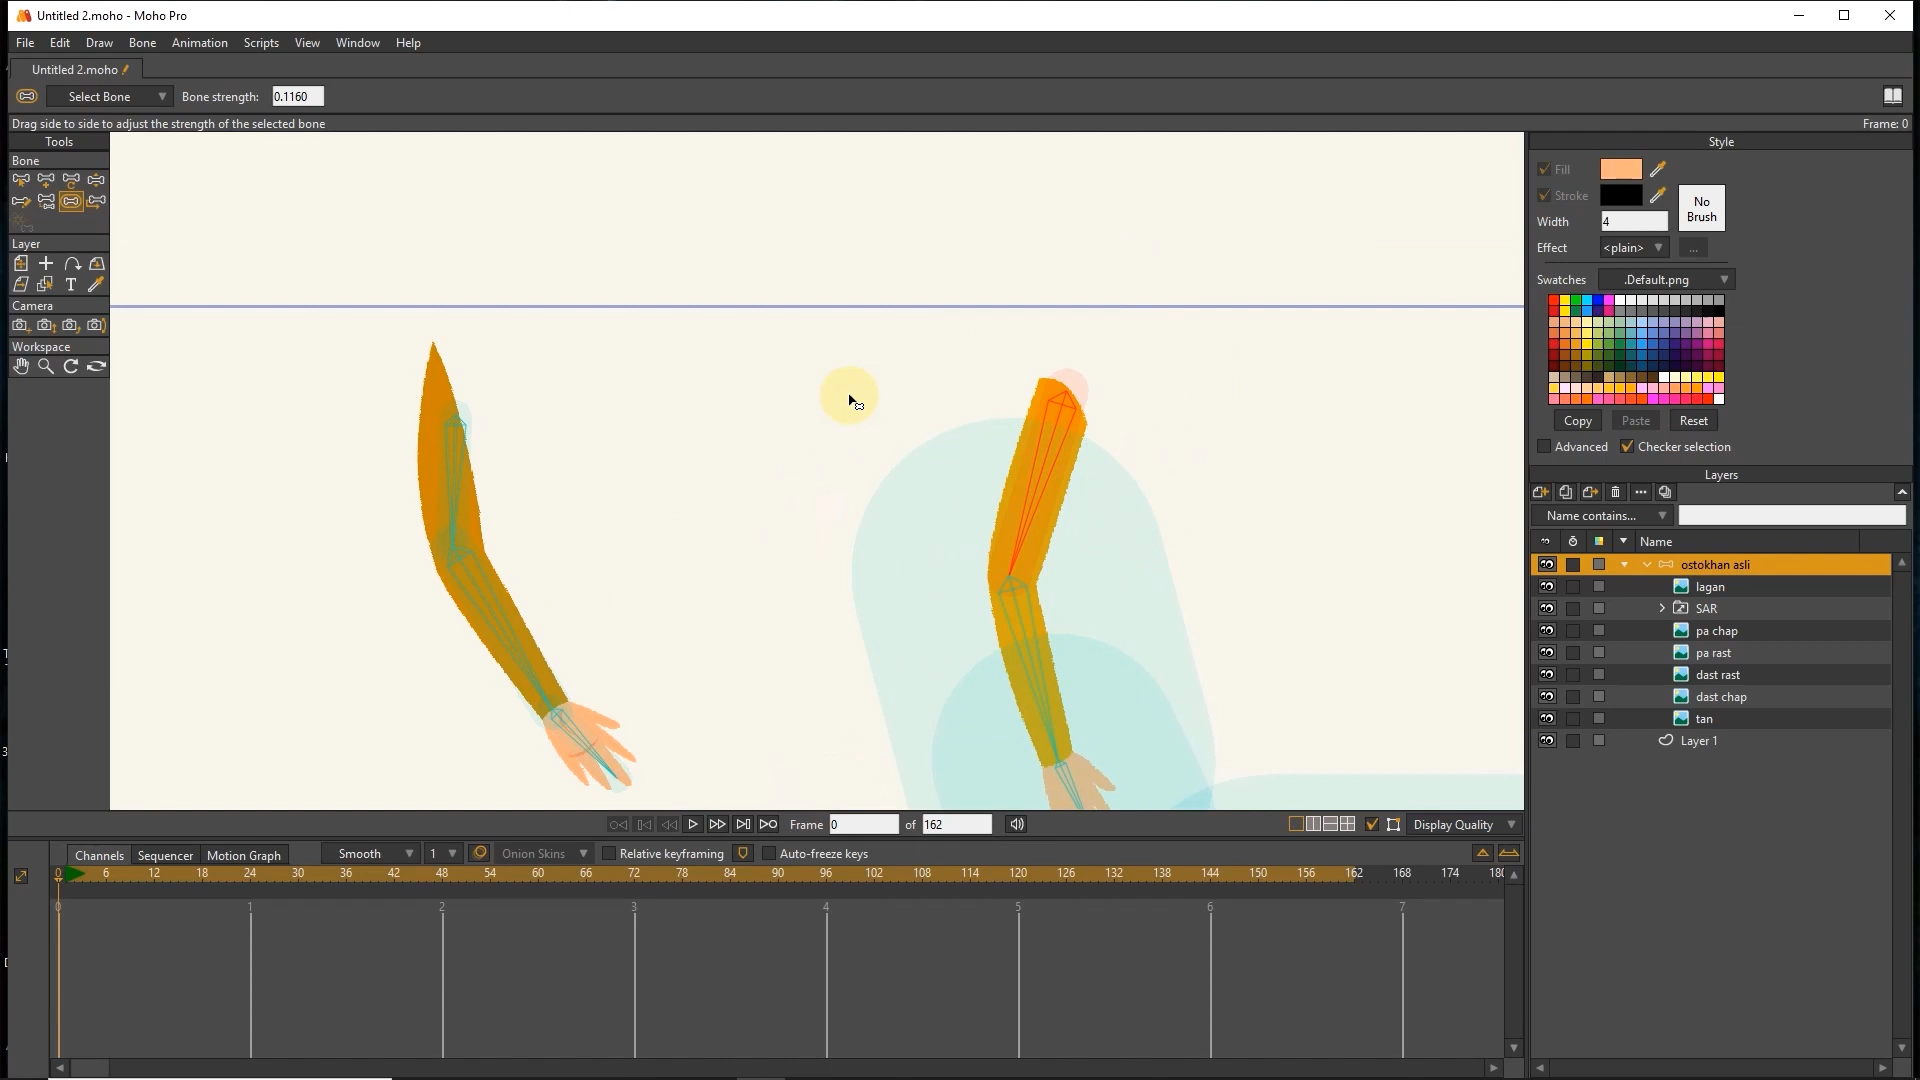 Untitled 2.moho - Moho Pro
File Edit Draw Bone Animation Scripts View Window Help
Untitled 2.moho
Select Bone Bone strength: 0.1160
Drag side to side to adjust the strength of the selected bone Frame: 0
Tools
Bone
Layer
T
Camera
Workspace
Style
Fill
Stroke
No
Brush
Width 4
Effect <plain> ...
Swatches .Default.png
Copy Paste Reset
Advanced Checker selection
Layers
Name contains...
Name
ostokhan asli
lagan
SAR
pa chap
pa rast
dast rast
dast chap
tan
Layer 1
Frame 0 of 162 Display Quality
Channels Sequencer Motion Graph Smooth 1 Onion Skins Relative keyframing Auto-freeze keys
0 6 12 18 24 30 36 42 48 54 60 66 72 78 84 90 96 102 108 114 120 126 132 138 144 150 156 162 168 174 180
0 1 2 3 4 5 6 7